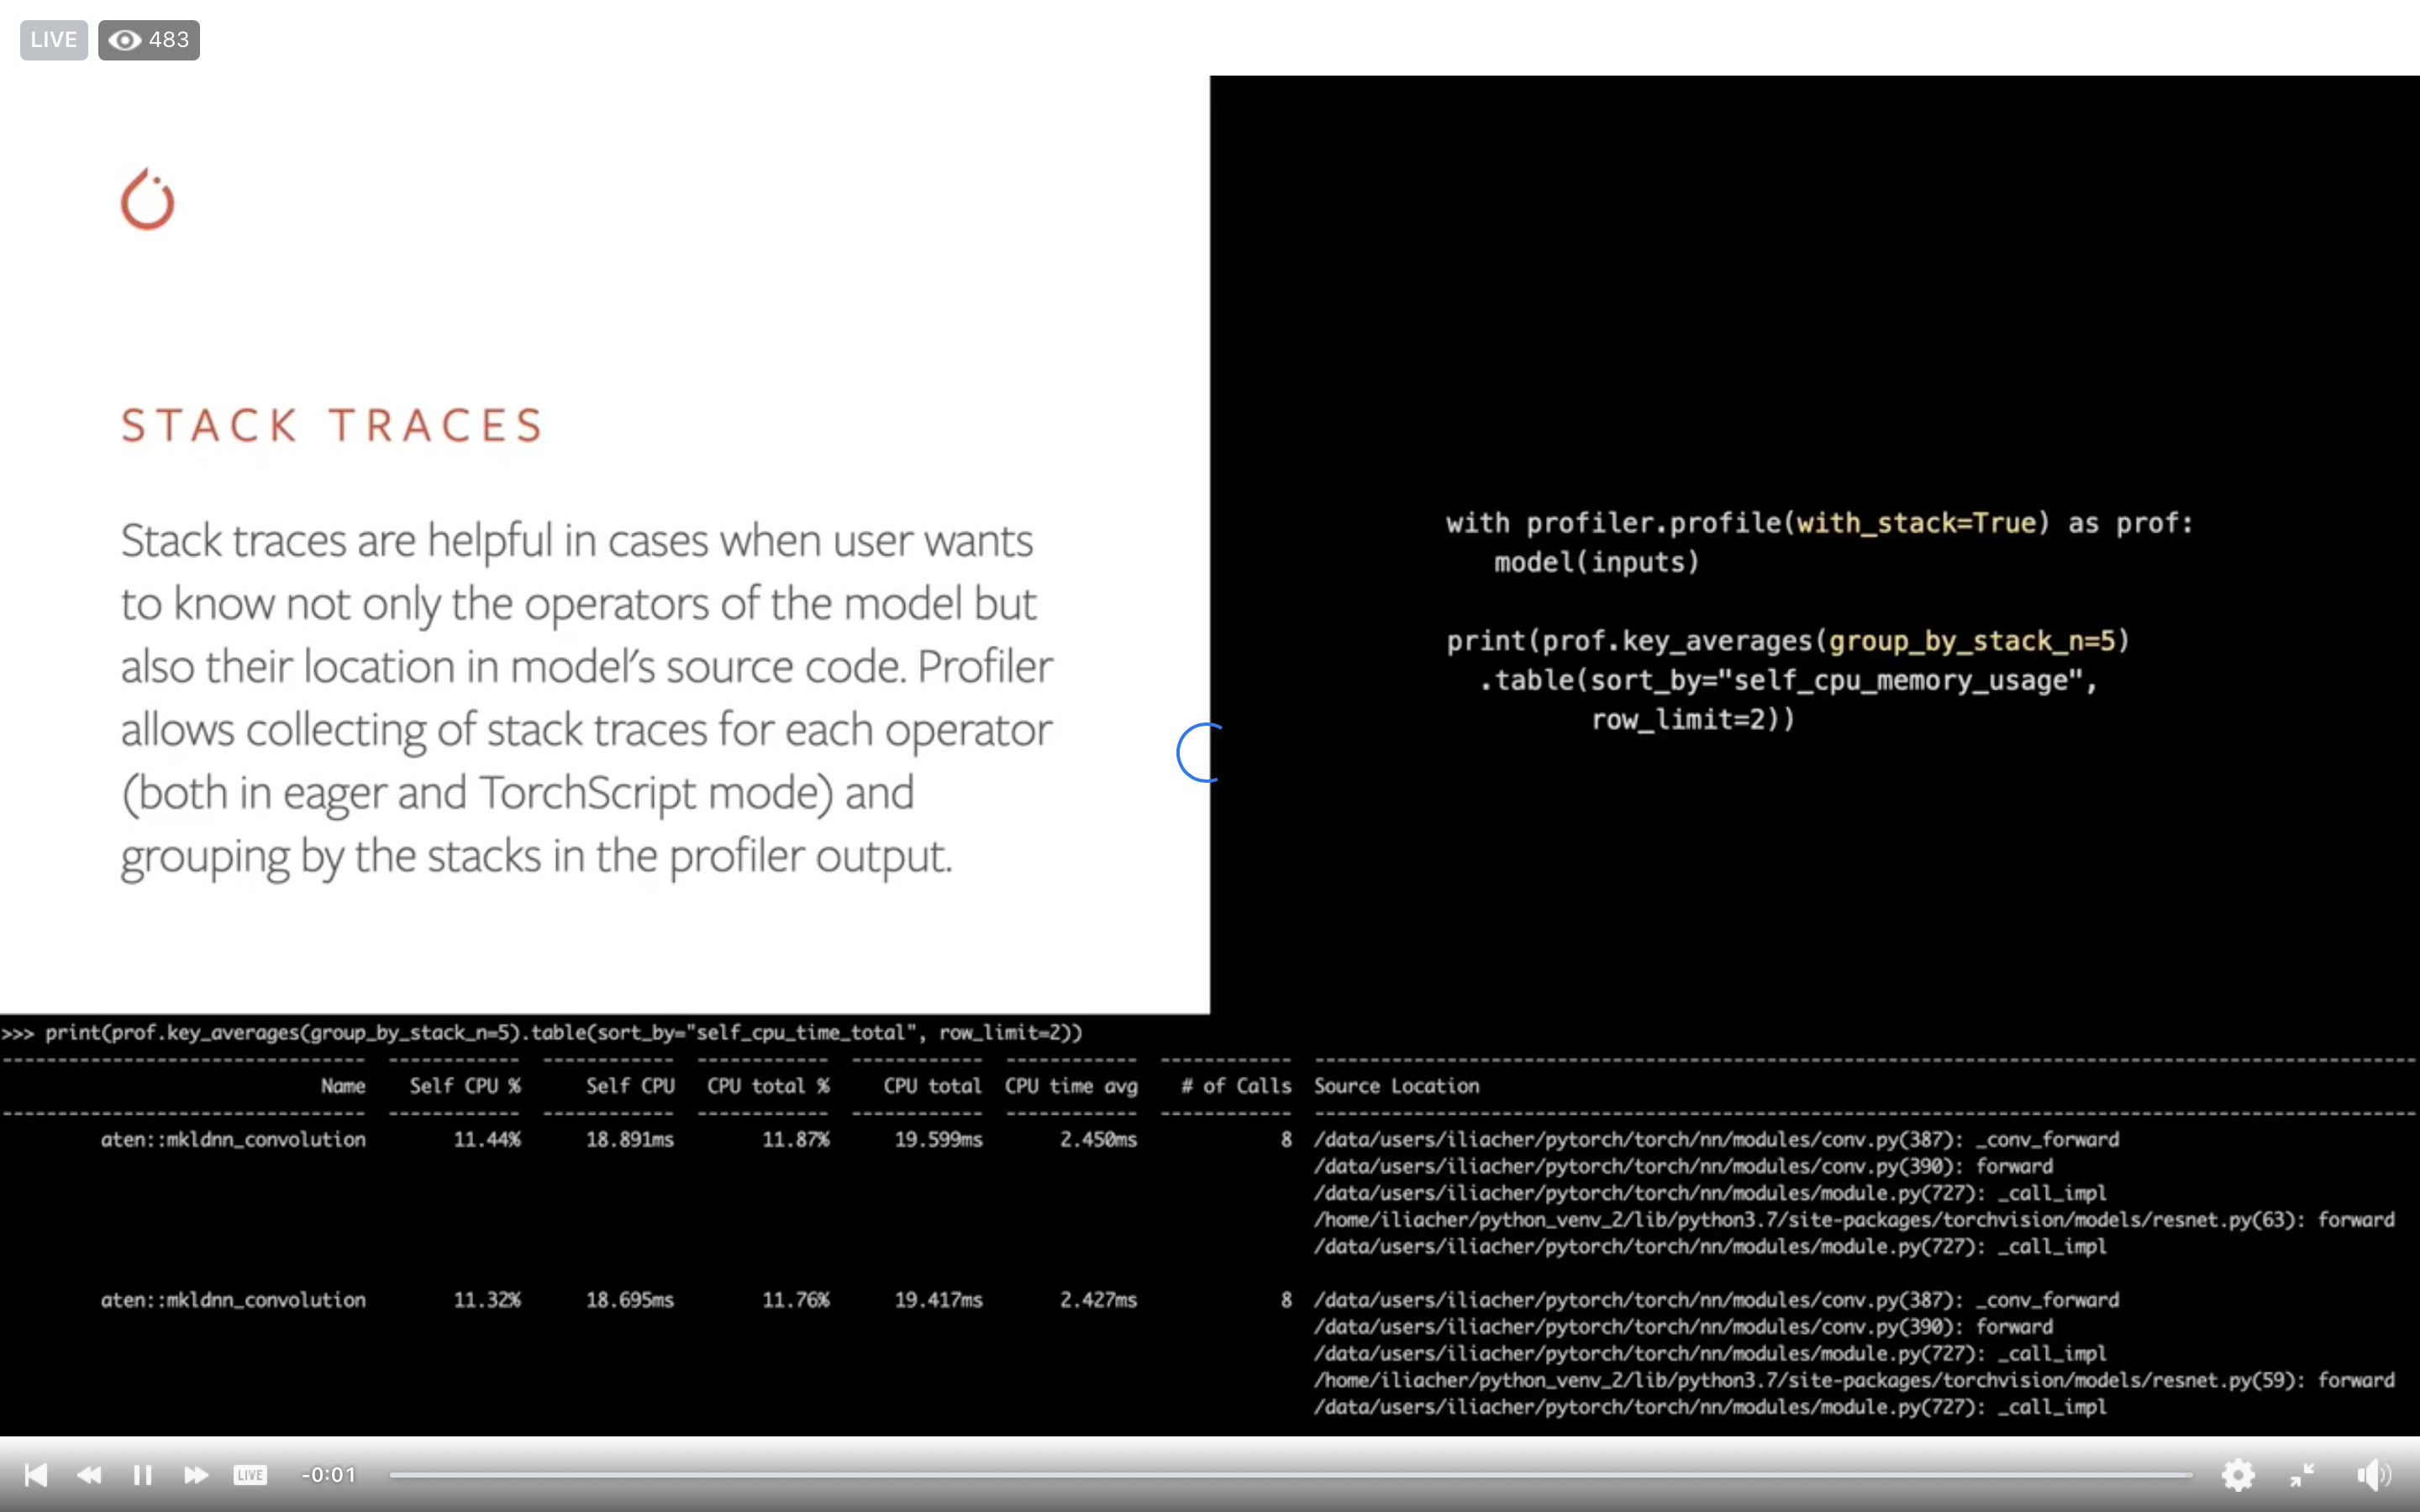 LIVE 483
STACK TRACES
Stack traces are helpful in cases when user wants
to know not only the operators of the model but
also their location in model's source code. Profiler
allows collecting of stack traces for each operator
(both in eager and TorchScript mode) and
grouping by the stacks in the profiler output.
with profiler.profile(with_stack=True) as prof:
   model(inputs)
print(prof.key_averages(group_by_stack_n=5)
  .table(sort_by="self_cpu_memory_usage",
         row_limit=2))
>>> print(prof.key_averages(group_by_stack_n=5).table(sort_by="self_cpu_time_total", row_limit=2))
Name Self CPU % Self CPU CPU total % CPU total CPU time avg # of Calls Source Location
aten::mkldnn_convolution 11.44% 18.891ms 11.87% 19.599ms 2.450ms 8 /data/users/iliacher/pytorch/torch/nn/modules/conv.py(387): _conv_forward
/data/users/iliacher/pytorch/torch/nn/modules/conv.py(390): forward
/data/users/iliacher/pytorch/torch/nn/modules/module.py(727): _call_impl
/home/iliacher/python_venv_2/lib/python3.7/site-packages/torchvision/models/resnet.py(63): forward
/data/users/iliacher/pytorch/torch/nn/modules/module.py(727): _call_impl
aten::mkldnn_convolution 11.32% 18.695ms 11.76% 19.417ms 2.427ms 8 /data/users/iliacher/pytorch/torch/nn/modules/conv.py(387): _conv_forward
/data/users/iliacher/pytorch/torch/nn/modules/conv.py(390): forward
/data/users/iliacher/pytorch/torch/nn/modules/module.py(727): _call_impl
/home/iliacher/python_venv_2/lib/python3.7/site-packages/torchvision/models/resnet.py(59): forward
/data/users/iliacher/pytorch/torch/nn/modules/module.py(727): _call_impl
LIVE -0:01